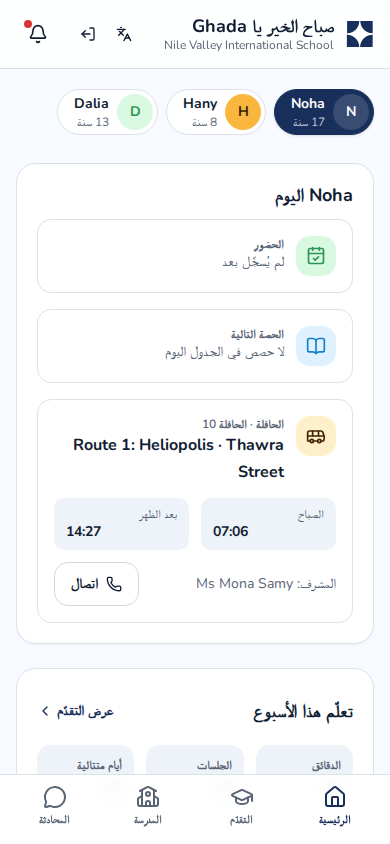 صباح الخير يا Ghada
Nile Valley International School
N
Noha
17 سنة
H
Hany
8 سنة
D
Dalia
13 سنة
Noha اليوم
الحضور
لم يُسجَّل بعد
الحصة التالية
لا حصص في الجدول اليوم
الحافلة · الحافلة 10
Route 1: Heliopolis · Thawra
Street
الصباح
07:06
بعد الظهر
14:27
المشرف: Ms Mona Samy
اتصال
تعلّم هذا الأسبوع
عرض التقدّم
الدقائق
الجلسات
أيام متتالية
الرئيسية
التقدّم
المدرسة
المحادثة